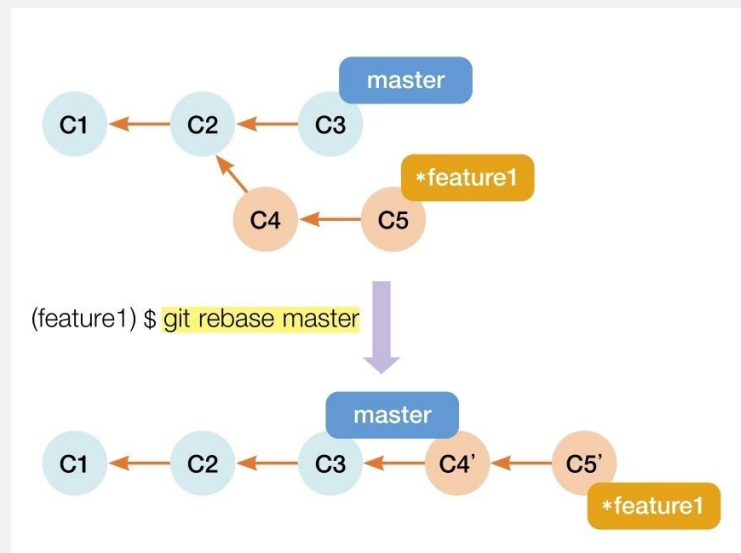 master
C1
C2
C3
*feature1
C4
C5
(feature1) $ git rebase master
master
C1
C2
C3
C4'
C5'
*feature1